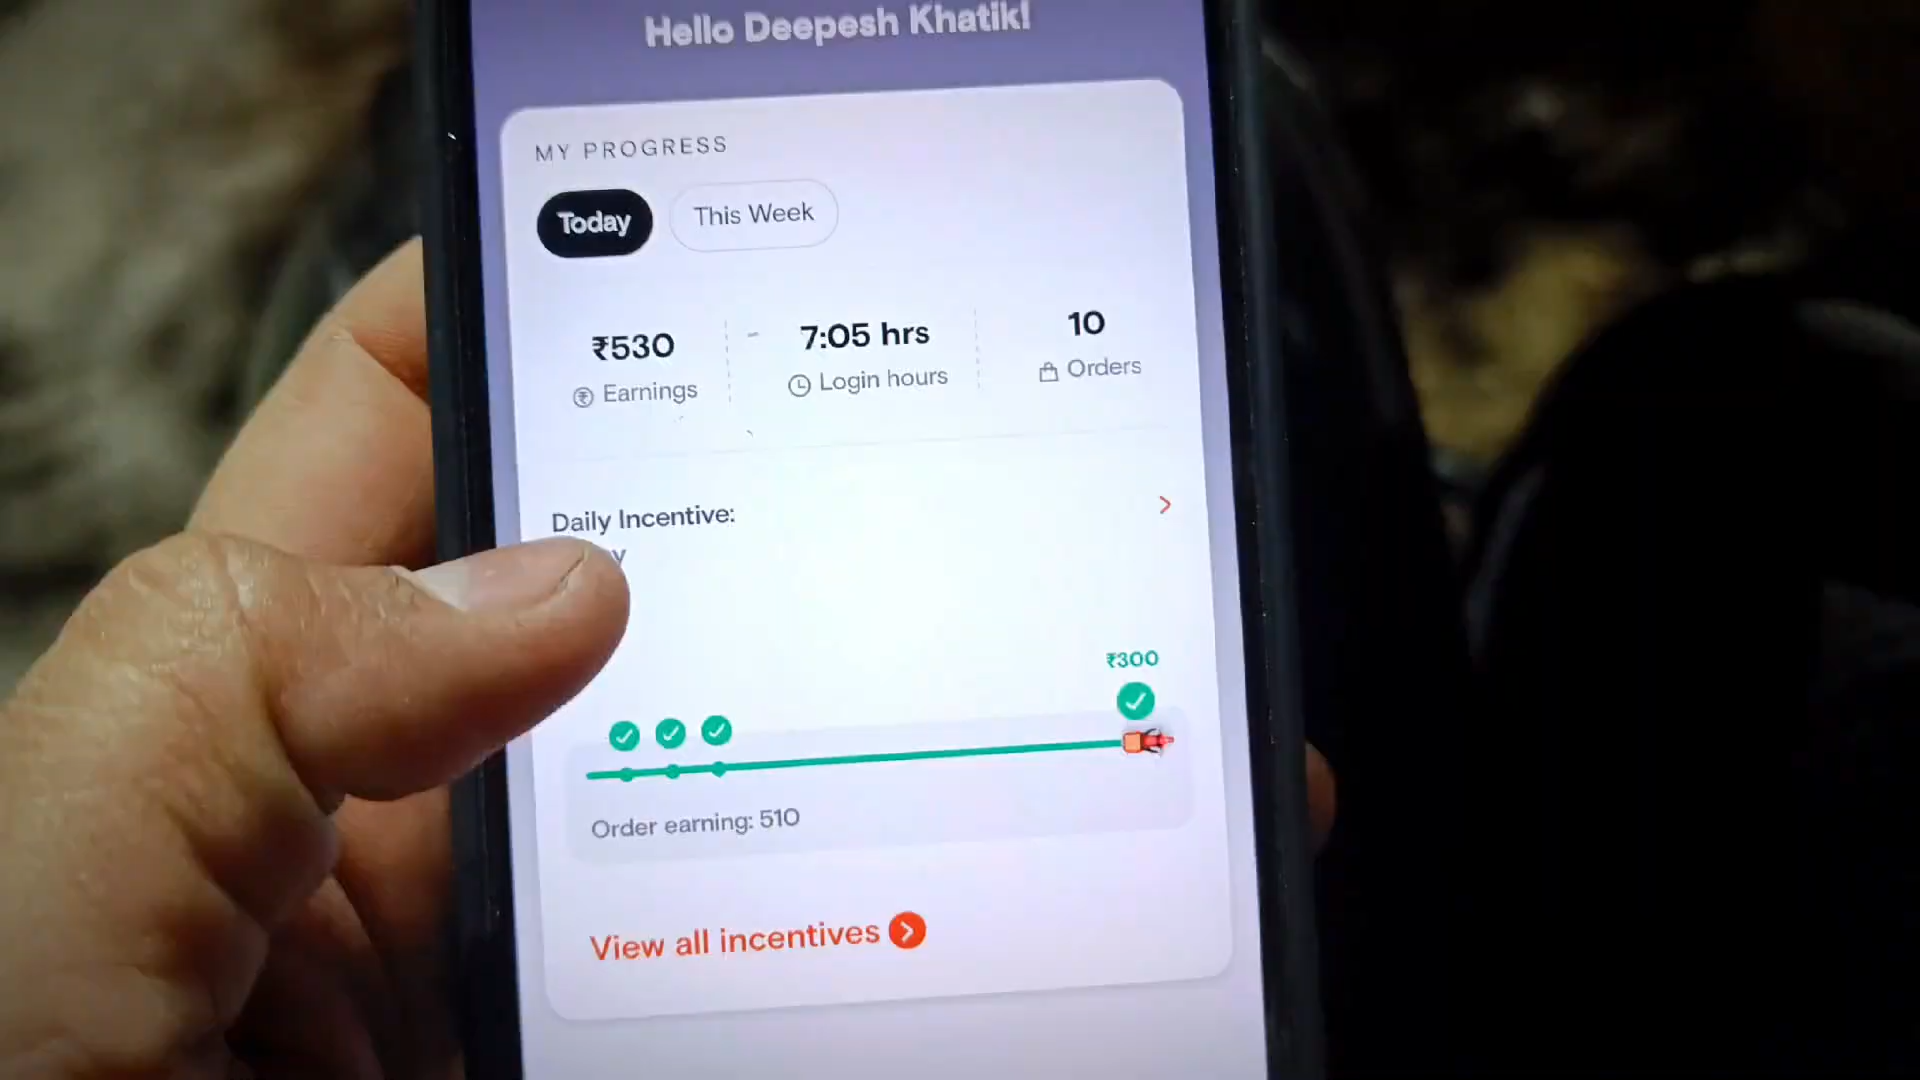 Hello Deepesh Khatik!
MY PROGRESS
Today
This Week
₹530
7:05 hrs
10
Earnings
Login hours
Orders
Daily Incentive:
₹300
Order earning: 510
View all incentives